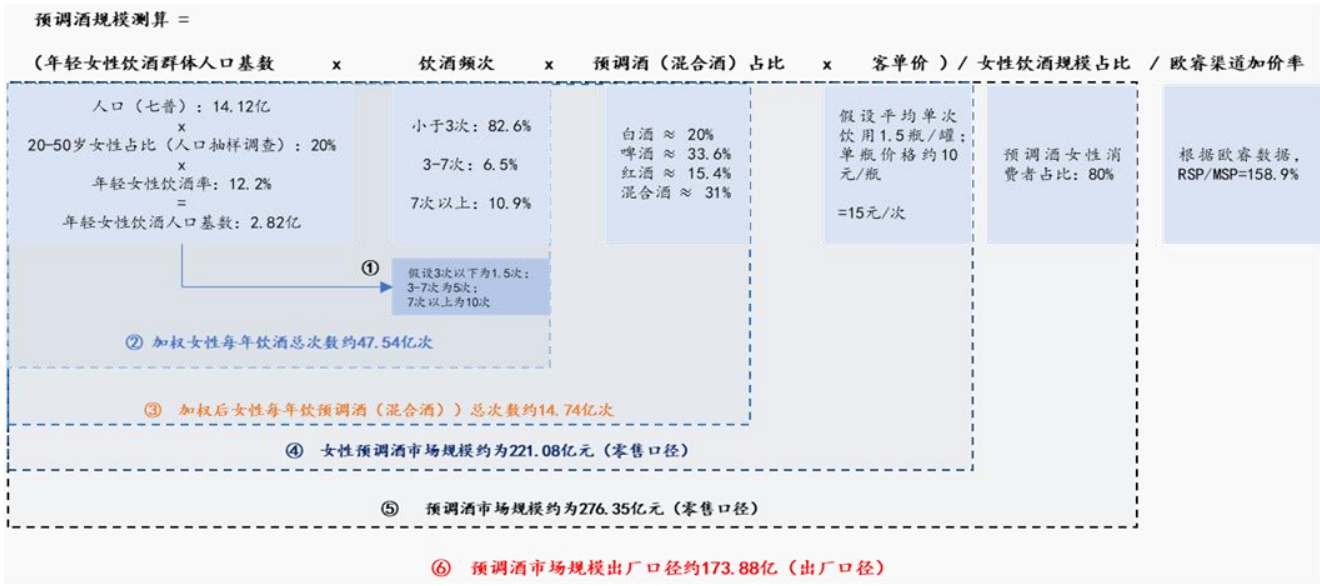 预调酒规模测算 =
(年轻女性饮酒群体人口基数 x 饮酒频次 x 预调酒（混合酒）占比 x 客单价 )/ 女性饮酒规模占比 / 欧睿渠道加价率
人口（七普）: 14.12亿
x
20-50岁女性占比（人口抽样调查）: 20%
x
年轻女性饮酒率: 12.2%
=
年轻女性饮酒人口基数: 2.82亿
小于3次: 82.6%
3-7次: 6.5%
7次以上: 10.9%
白酒 ≈ 20%
啤酒 ≈ 33.6%
红酒 ≈ 15.4%
混合酒 ≈ 31%
假设平均单次
饮用1.5瓶/罐;
单瓶价格约10
元/瓶
=15元/次
预调酒女性消
费者占比: 80%
根据欧睿数据,
RSP/MSP=158.9%
①
假设3次以下为1.5次;
3-7次为5次;
7次以上为10次
② 加权女性每年饮酒总次数约47.54亿次
③ 加权后女性每年饮预调酒（混合酒））总次数约14.74亿次
④ 女性预调酒市场规模约为221.08亿元（零售口径）
⑤ 预调酒市场规模约为276.35亿元（零售口径）
⑥ 预调酒市场规模出厂口径约173.88亿（出厂口径）